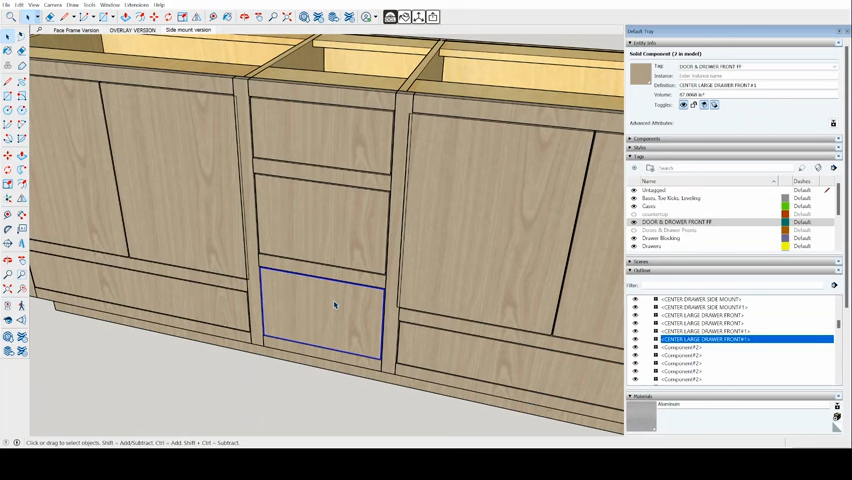 File Edit View Camera Draw Tools Window Extensions Help
Face Frame Version OVERLAY VERSION Side mount version
Default Tray
Entity Info
Solid Component (2 in model)
Tag: DOOR & DROWER FRONT FF
Instance: Enter instance name
Definition: CENTER LARGE DRAWER FRONT#1
Volume:
Toggles:
Advanced Attributes:
Components
Styles
Tags
Search
Name Dashes
Untagged Default
Bases, Toe Kicks, Leveling Default
Cases Default
countertop Default
DOOR & DROWER FRONT FF Default
Doors & Drawer Fronts Default
Drawer Blocking Default
Drawers Default
Scenes
Outliner
Filter:
<CENTER DRAWER SIDE MOUNT>
<CENTER DRAWER SIDE MOUNT#1>
<CENTER LARGE DRAWER FRONT>
<CENTER LARGE DRAWER FRONT>
<CENTER LARGE DRAWER FRONT#1>
<CENTER LARGE DRAWER FRONT#1>
<Component#2>
<Component#2>
<Component#2>
<Component#2>
<Component#2>
Materials
Aluminum
Click or drag to select objects. Shift = Add/Subtract. Ctrl = Add. Shift + Ctrl = Subtract.